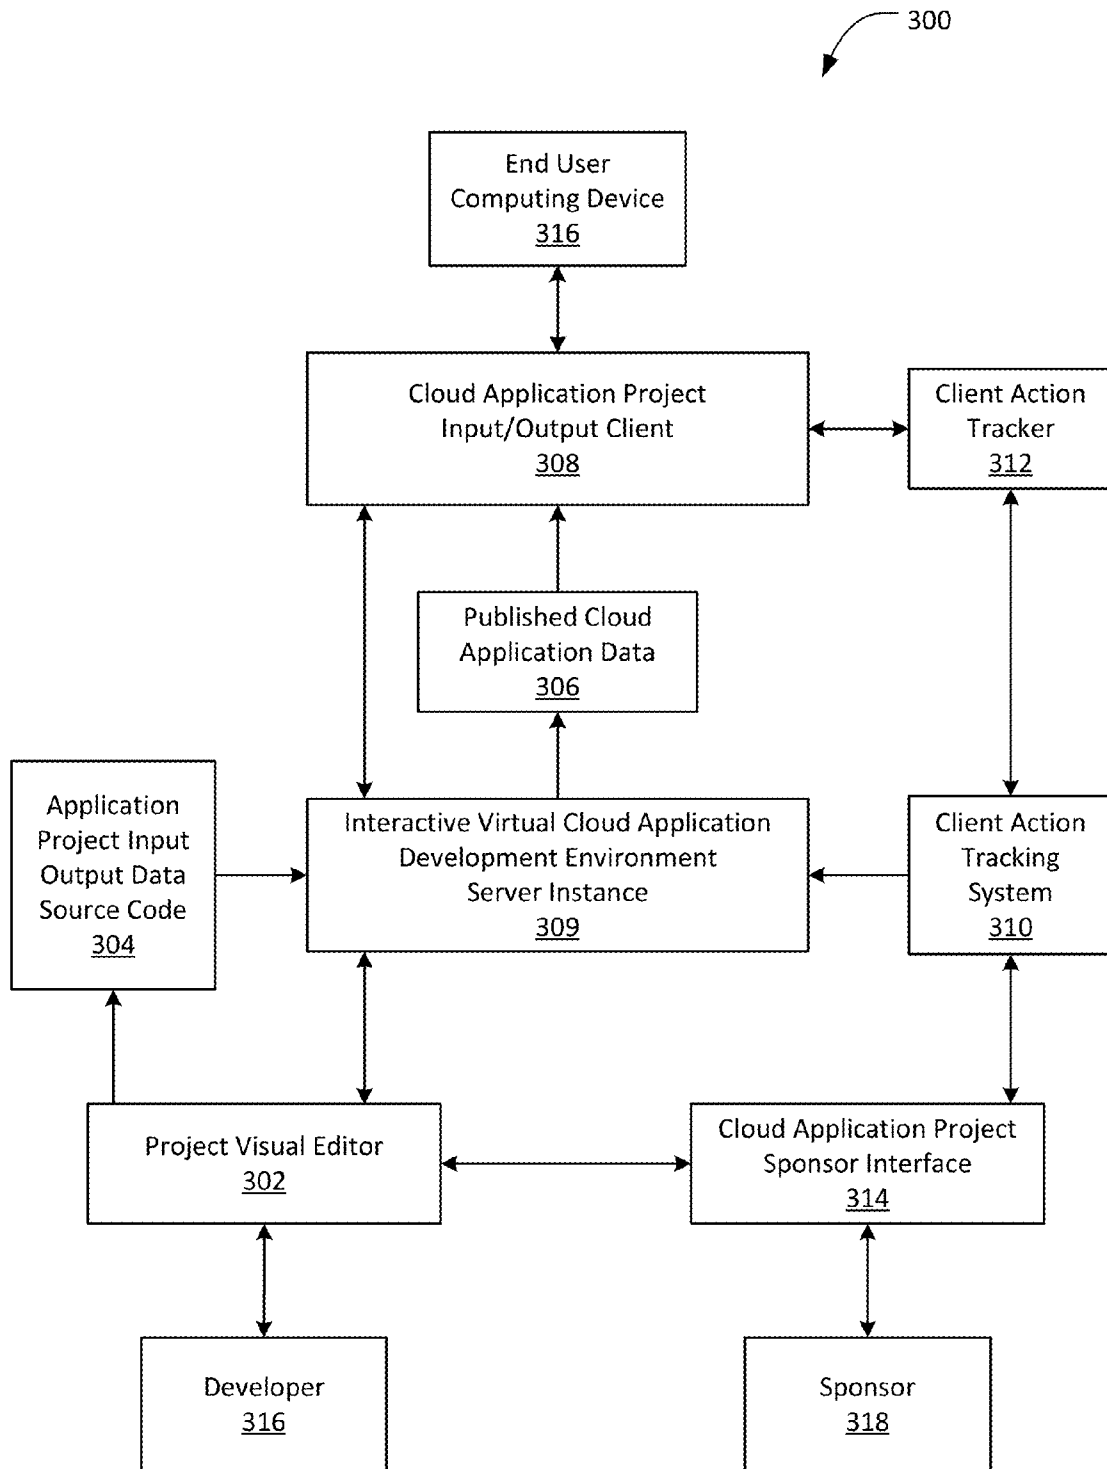 300
End User
Computing Device
316
Cloud Application Project
Input/Output Client
308
Client Action
Tracker
312
Published Cloud
Application Data
306
Application
Project Input
Output Data
Source Code
304
Interactive Virtual Cloud Application
Development Environment
Server Instance
309
Client Action
Tracking
System
310
Project Visual Editor
302
Cloud Application Project
Sponsor Interface
314
Developer
316
Sponsor
318